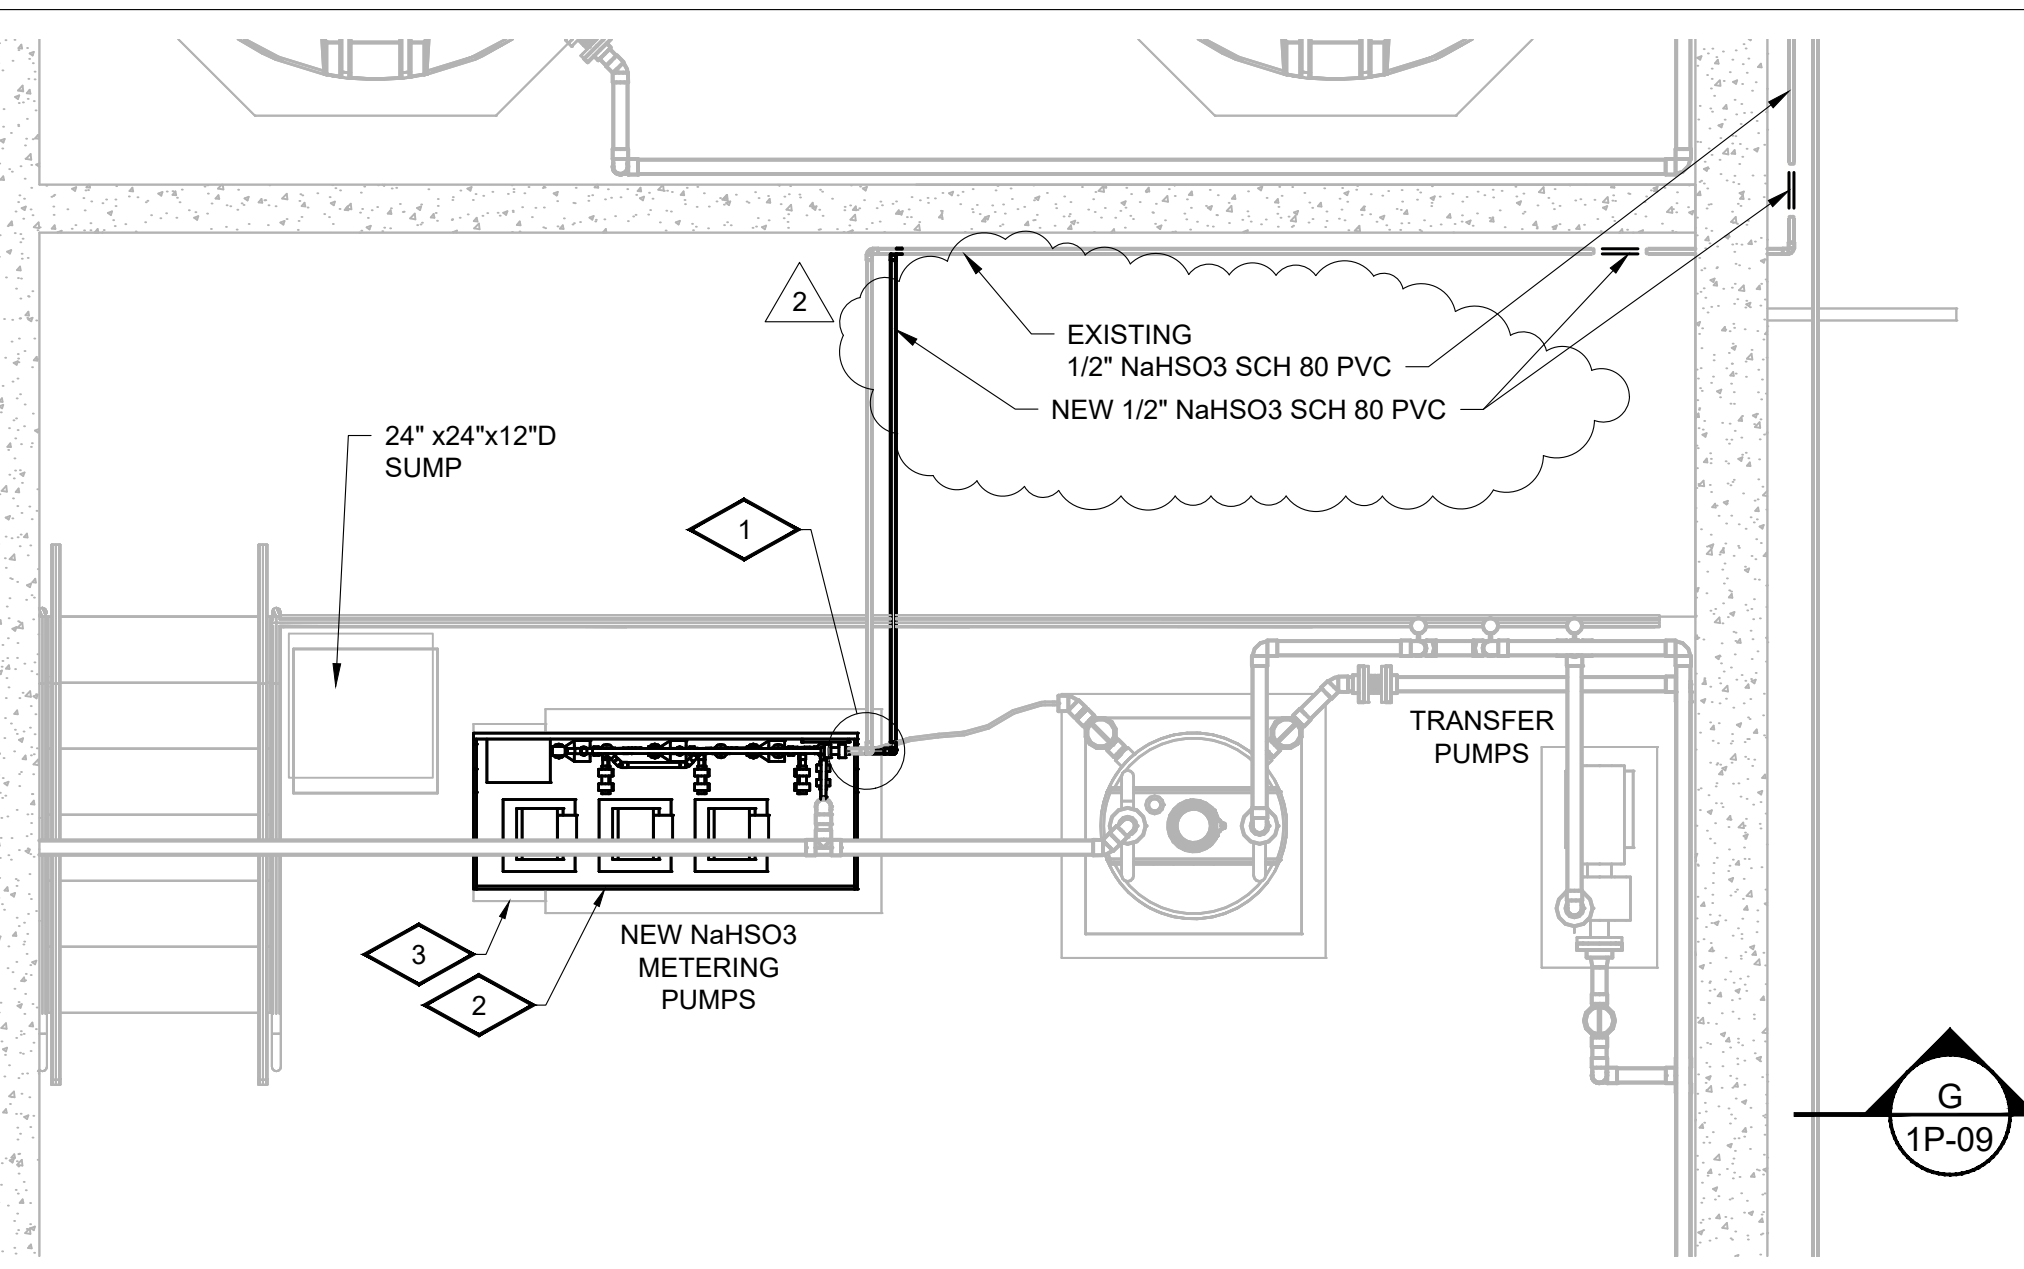 2
EXISTING
1/2" NaHSO3 SCH 80 PVC
NEW 1/2" NaHSO3 SCH 80 PVC
24" x24"x12"D
SUMP
1
TRANSFER
PUMPS
3
2
NEW NaHSO3
METERING
PUMPS
G
1P-09